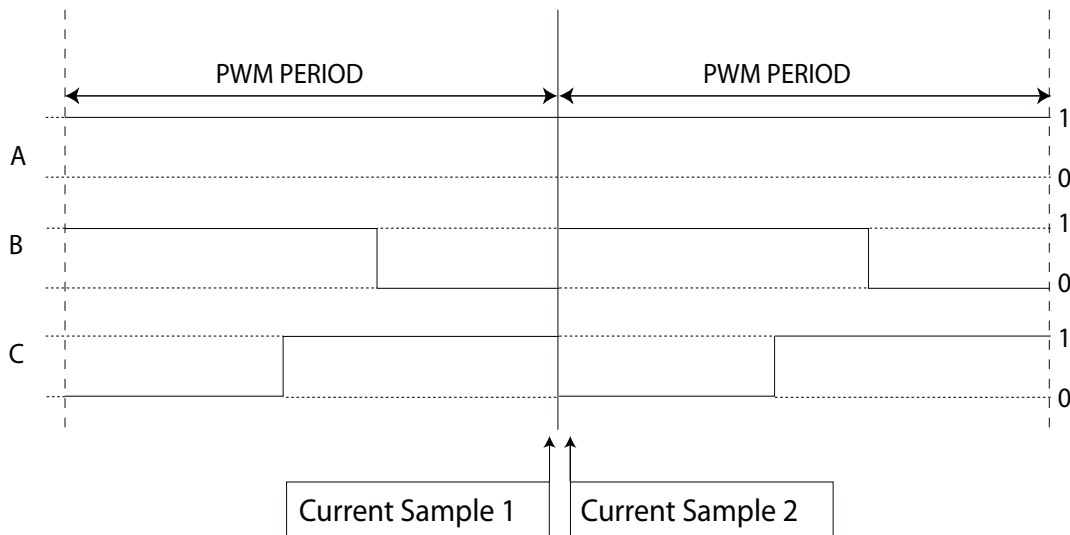 PWM PERIOD PWM PERIOD
1
A
0
1
B
0
1
C
0
Current Sample 1 Current Sample 2